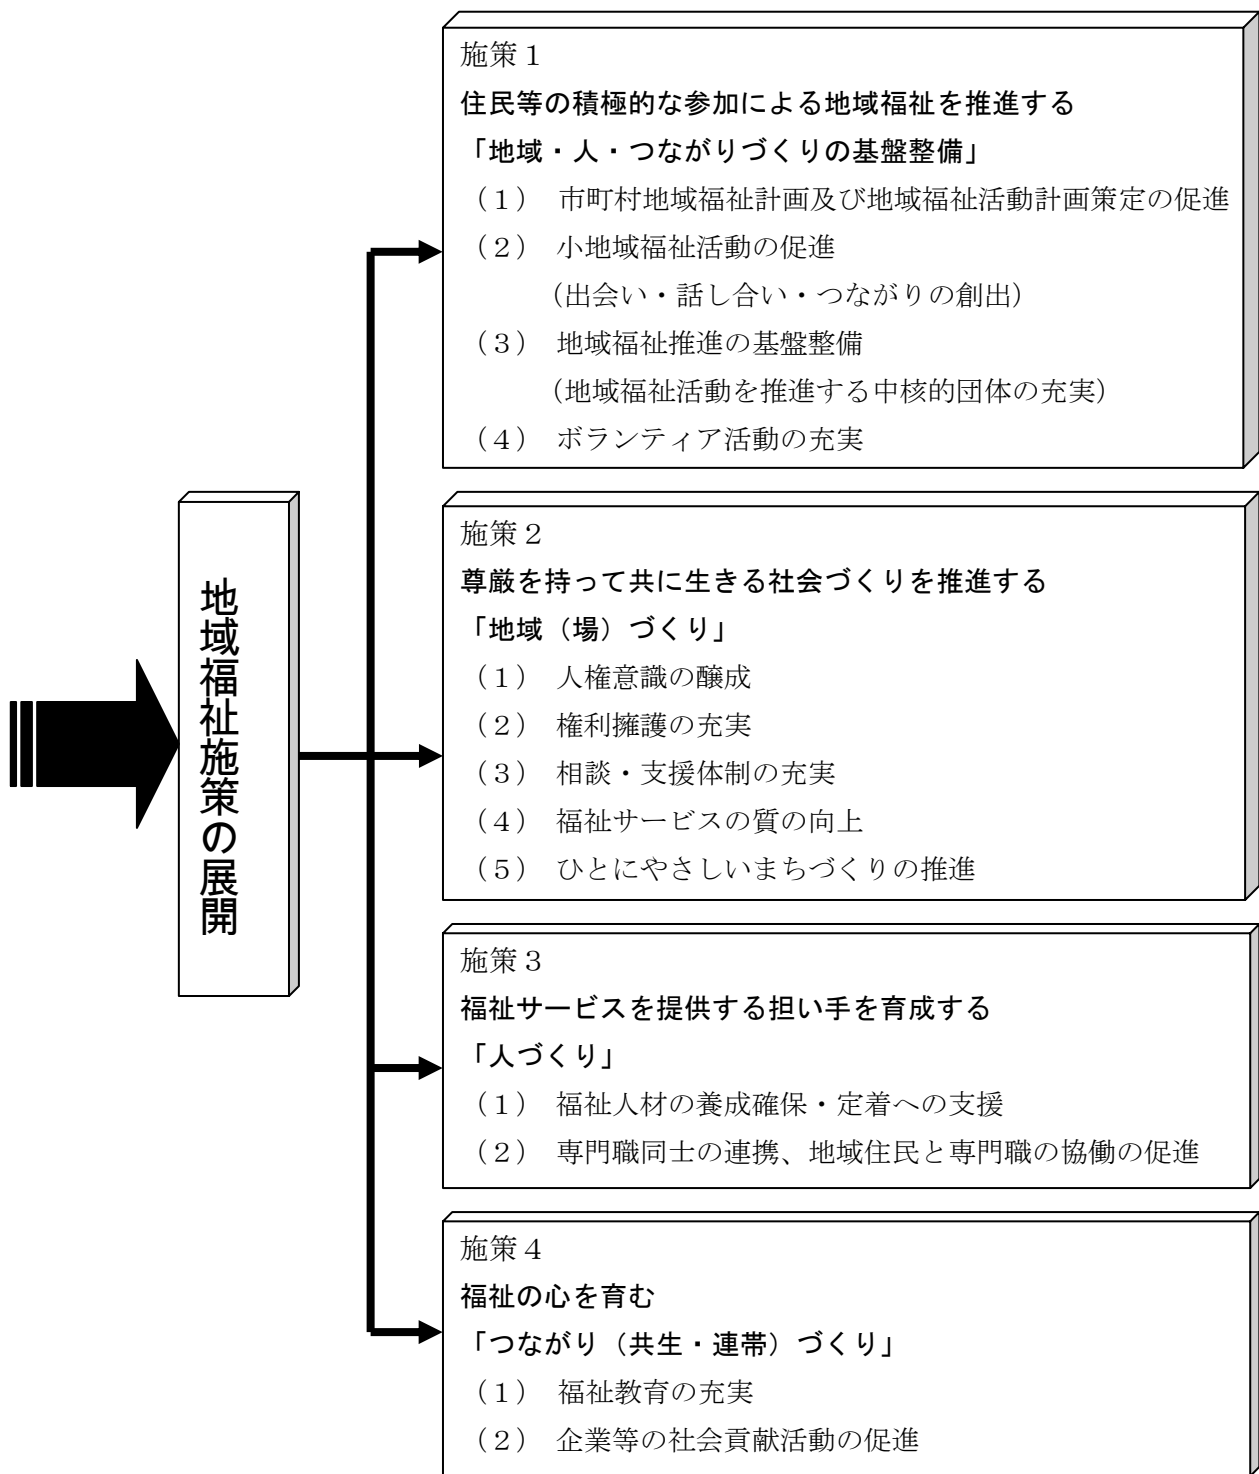 地域福祉施策の展開
施策１
住民等の積極的な参加による地域福祉を推進する
「地域・人・つながりづくりの基盤整備」
（１） 市町村地域福祉計画及び地域福祉活動計画策定の促進
（２） 小地域福祉活動の促進
（出会い・話し合い・つながりの創出）
（３） 地域福祉推進の基盤整備
（地域福祉活動を推進する中核的団体の充実）
（４） ボランティア活動の充実
施策２
尊厳を持って共に生きる社会づくりを推進する
「地域（場）づくり」
（１） 人権意識の醸成
（２） 権利擁護の充実
（３） 相談・支援体制の充実
（４） 福祉サービスの質の向上
（５） ひとにやさしいまちづくりの推進
施策３
福祉サービスを提供する担い手を育成する
「人づくり」
（１） 福祉人材の養成確保・定着への支援
（２） 専門職同士の連携、地域住民と専門職の協働の促進
施策４
福祉の心を育む
「つながり（共生・連帯）づくり」
（１） 福祉教育の充実
（２） 企業等の社会貢献活動の促進